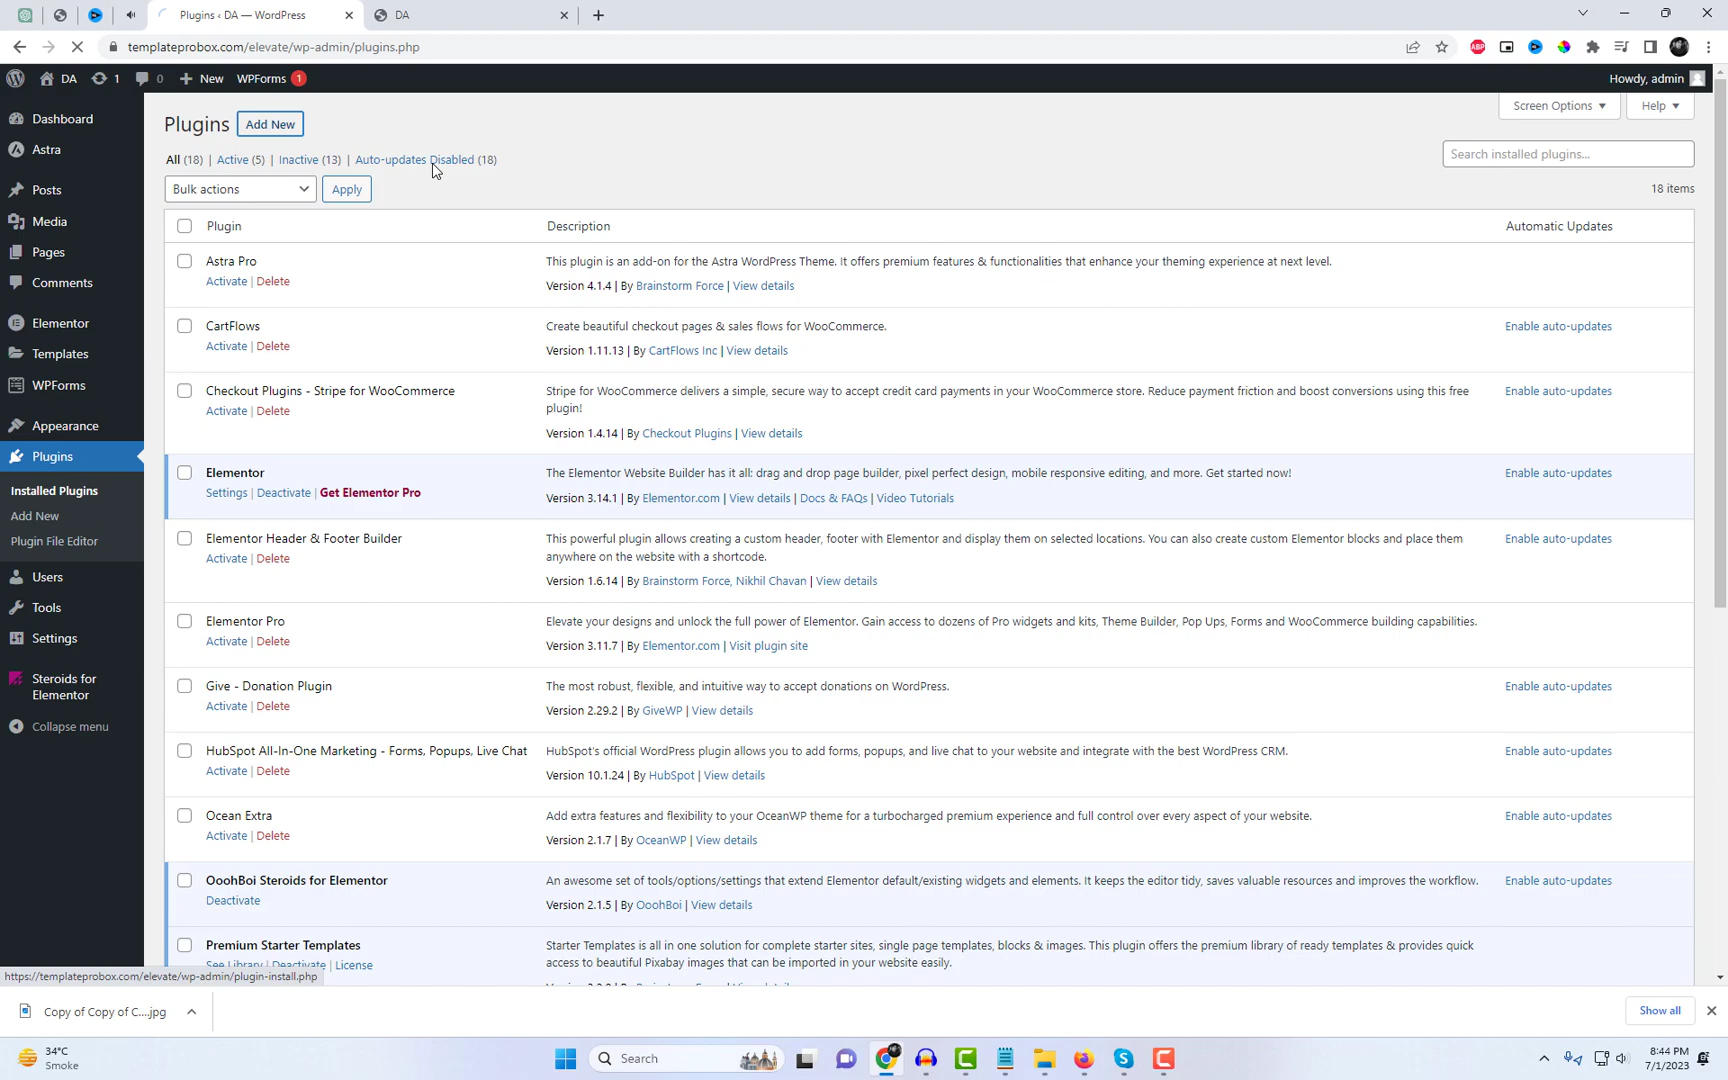 Plugins ‹ DA — WordPress
DA
templateprobox.com/elevate/wp-admin/plugins.php
ABP
DA
1
0
New
WPForms
1
Howdy, admin
Screen Options
Help
Dashboard
Astra
Posts
Media
Pages
Comments
Elementor
Templates
WPForms
Appearance
Plugins
Installed Plugins
Add New
Plugin File Editor
Users
Tools
Settings
Steroids for
Elementor
Collapse menu
Plugins
Add New
All (18) | Active (5) | Inactive (13) | Auto-updates Disabled (18)
Search installed plugins...
Bulk actions
Apply
18 items
Plugin
Description
Automatic Updates
Astra Pro
Activate | Delete
This plugin is an add-on for the Astra WordPress Theme. It offers premium features & functionalities that enhance your theming experience at next level.
Version 4.1.4 | By Brainstorm Force | View details
CartFlows
Activate | Delete
Create beautiful checkout pages & sales flows for WooCommerce.
Version 1.11.13 | By CartFlows Inc | View details
Enable auto-updates
Checkout Plugins - Stripe for WooCommerce
Activate | Delete
Stripe for WooCommerce delivers a simple, secure way to accept credit card payments in your WooCommerce store. Reduce payment friction and boost conversions using this free
plugin!
Version 1.4.14 | By Checkout Plugins | View details
Enable auto-updates
Elementor
Settings | Deactivate | Get Elementor Pro
The Elementor Website Builder has it all: drag and drop page builder, pixel perfect design, mobile responsive editing, and more. Get started now!
Version 3.14.1 | By Elementor.com | View details | Docs & FAQs | Video Tutorials
Enable auto-updates
Elementor Header & Footer Builder
Activate | Delete
This powerful plugin allows creating a custom header, footer with Elementor and display them on selected locations. You can also create custom Elementor blocks and place them
anywhere on the website with a shortcode.
Version 1.6.14 | By Brainstorm Force, Nikhil Chavan | View details
Enable auto-updates
Elementor Pro
Activate | Delete
Elevate your designs and unlock the full power of Elementor. Gain access to dozens of Pro widgets and kits, Theme Builder, Pop Ups, Forms and WooCommerce building capabilities.
Version 3.11.7 | By Elementor.com | Visit plugin site
Give - Donation Plugin
Activate | Delete
The most robust, flexible, and intuitive way to accept donations on WordPress.
Version 2.29.2 | By GiveWP | View details
Enable auto-updates
HubSpot All-In-One Marketing - Forms, Popups, Live Chat
Activate | Delete
HubSpot's official WordPress plugin allows you to add forms, popups, and live chat to your website and integrate with the best WordPress CRM.
Version 10.1.24 | By HubSpot | View details
Enable auto-updates
Ocean Extra
Activate | Delete
Add extra features and flexibility to your OceanWP theme for a turbocharged premium experience and full control over every aspect of your website.
Version 2.1.7 | By OceanWP | View details
Enable auto-updates
OoohBoi Steroids for Elementor
Deactivate
An awesome set of tools/options/settings that extend Elementor default/existing widgets and elements. It keeps the editor tidy, saves valuable resources and improves the workflow.
Version 2.1.5 | By OoohBoi | View details
Enable auto-updates
Premium Starter Templates
See Library | Deactivate | License
Starter Templates is all in one solution for complete starter sites, single page templates, blocks & images. This plugin offers the premium library of ready templates & provides quick
access to beautiful Pixabay images that can be imported in your website easily.
https://templateprobox.com/elevate/wp-admin/plugin-install.php
Copy of Copy of C....jpg
Show all
34°C
Smoke
Search
8:44 PM
7/1/2023